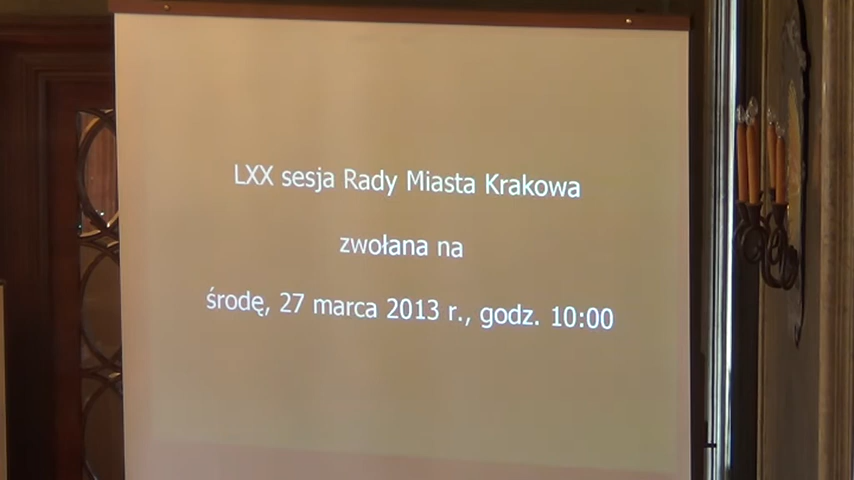 LXX sesja Rady Miasta Krakowa
zwołana na
środę, 27 marca 2013 r., godz. 10:00